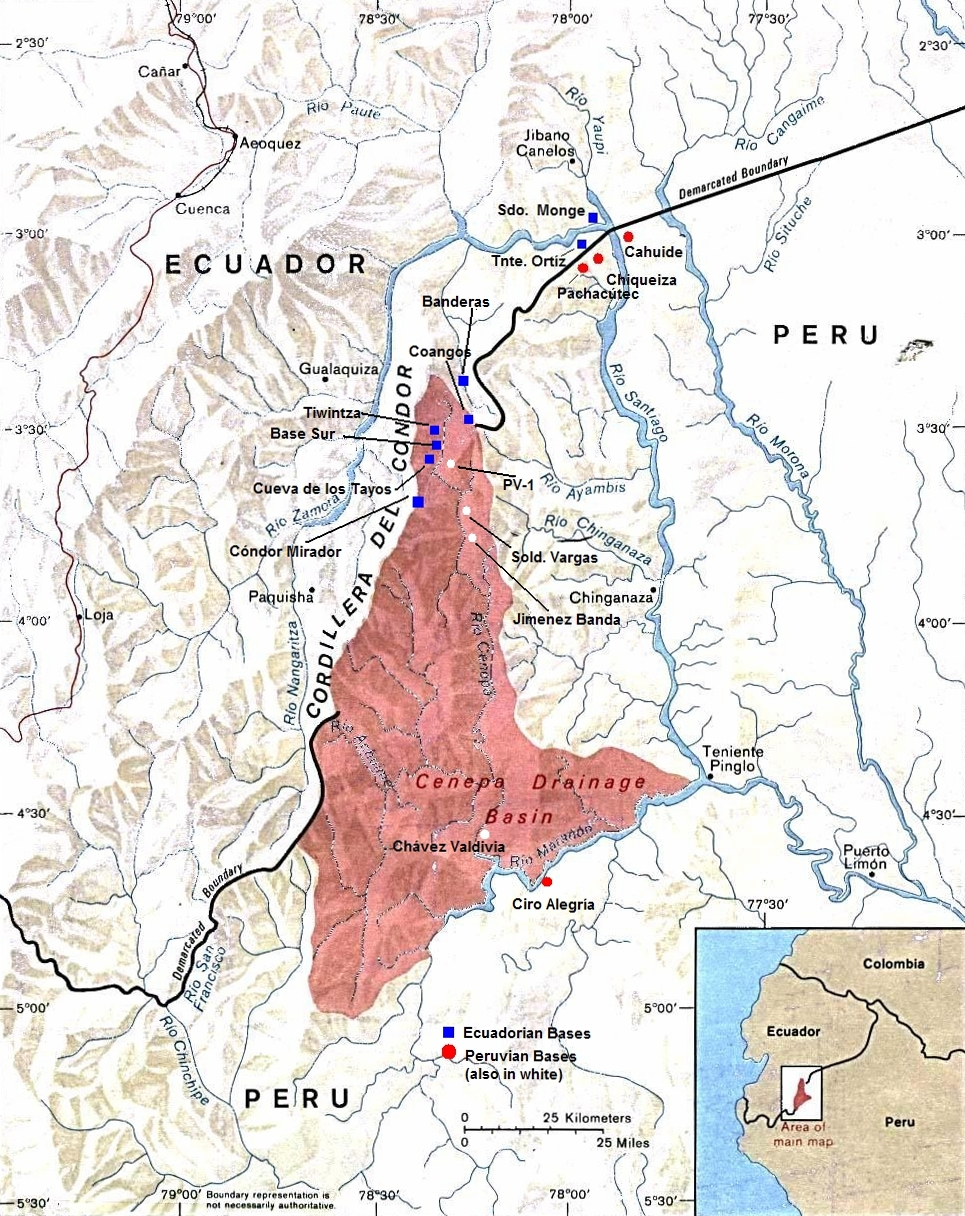 79°00'
78°30'
78°00'
77°30'
2°30'
2°30'
Cañar
Río Paute
Río Yaupi
Río Cangaime
Aeoquez
Jibano
Canelos
Demarcated Boundary
Cuenca
Sdo. Monge
Río Situche
3°00'
3°00'
ECUADOR
Tnte. Ortiz
Cahuide
Chiqueiza
Pachacútec
Banderas
PERU
Coangos
Gualaquiza
Río Santiago
Tiwintza
Base Sur
3°30'
3°30'
Río Morona
CORDILLERA DEL CONDOR
Cueva de los Tayos
PV-1
Río Ayambis
Río Zamora
Río Chinganaza
Cóndor Mirador
Sold. Vargas
Paquisha
Chinganaza
Loja
Jimenez Banda
4°00'
4°00'
Río Nangaritza
Río Cenepa
Teniente
Pinglo
Cenepa Drainage
Basin
4°30'
4°30'
Chávez Valdivia
Río Marañón
Puerto
Limón
Demarcated Boundary
Ciro Alegría
77°30'
Río San
Francisco
5°00'
5°00'
Río Chinchipe
Ecuadorian Bases
Peruvian Bases
(also in white)
PERU
0 25 Kilometers
0 25 Miles
Colombia
Ecuador
Peru
Area of
main map
79°00'
Boundary representation is
not necessarily authoritative.
78°30'
78°00'
5°30'
5°30'